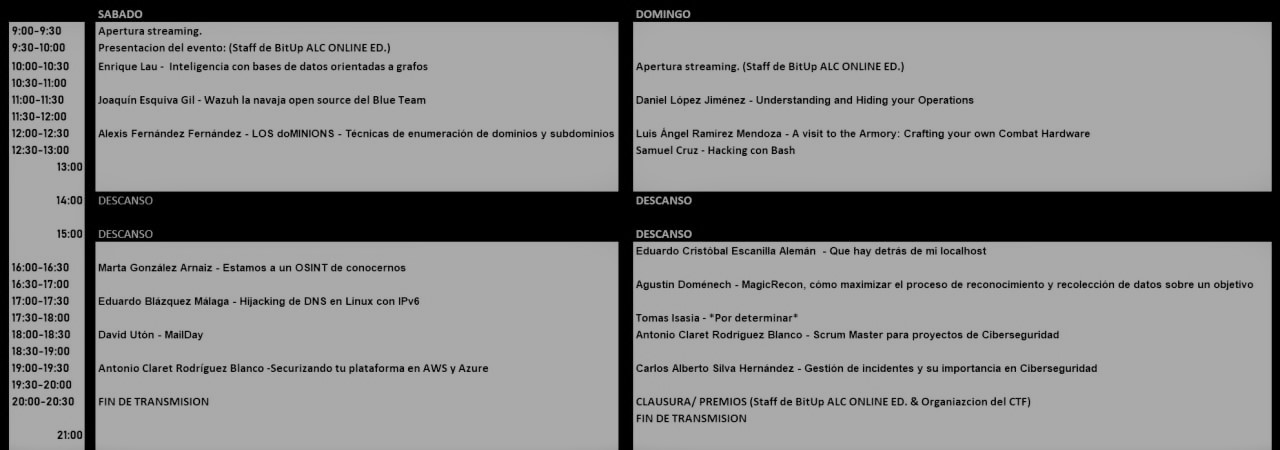 SABADO DOMINGO
9:00-9:30 Apertura streaming.
9:30-10:00 Presentacion del evento: (Staff de BitUp ALC ONLINE ED.)
10:00-10:30 Enrique Lau - Inteligencia con bases de datos orientadas a grafos Apertura streaming. (Staff de BitUp ALC ONLINE ED.)
10:30-11:00
11:00-11:30 Joaquín Esquiva Gil - Wazuh la navaja open source del Blue Team Daniel López Jiménez - Understanding and Hiding your Operations
11:30-12:00
12:00-12:30 Alexis Fernández Fernández - LOS doMINIONS - Técnicas de enumeración de dominios y subdominios Luis Ángel Ramírez Mendoza - A visit to the Armory: Crafting your own Combat Hardware
12:30-13:00 Samuel Cruz - Hacking con Bash
13:00
14:00 DESCANSO DESCANSO
15:00 DESCANSO DESCANSO
Eduardo Cristóbal Escanilla Alemán - Que hay detrás de mi localhost
16:00-16:30 Marta González Arnaiz - Estamos a un OSINT de conocernos
16:30-17:00 Agustín Doménech - MagicRecon, cómo maximizar el proceso de reconocimiento y recolección de datos sobre un objetivo
17:00-17:30 Eduardo Blázquez Málaga - Hijacking de DNS en Linux con IPv6
17:30-18:00 Tomas Isasia - *Por determinar*
18:00-18:30 David Utón - MailDay Antonio Claret Rodríguez Blanco - Scrum Master para proyectos de Ciberseguridad
18:30-19:00
19:00-19:30 Antonio Claret Rodríguez Blanco -Securizando tu plataforma en AWS y Azure Carlos Alberto Silva Hernández - Gestión de incidentes y su importancia en Ciberseguridad
19:30-20:00
20:00-20:30 FIN DE TRANSMISION CLAUSURA/ PREMIOS (Staff de BitUp ALC ONLINE ED. & Organiazcion del CTF)
FIN DE TRANSMISION
21:00